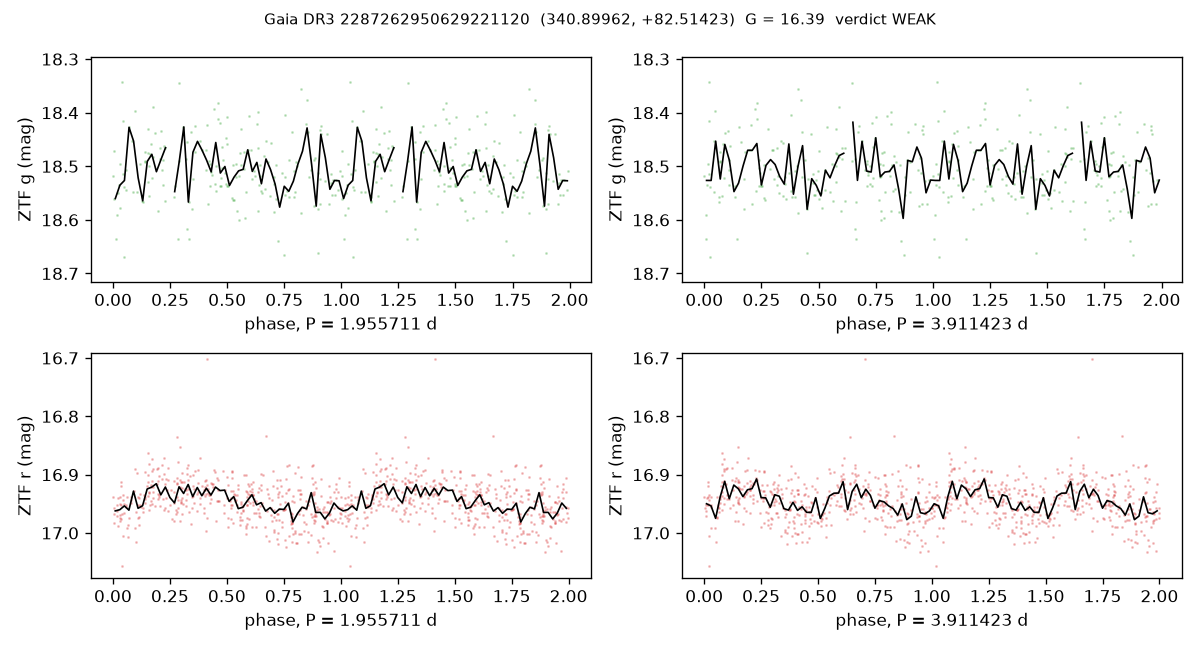 Gaia DR3 2287262950629221120 (340.89962, +82.51423) G = 16.39 verdict WEAK
18.3
18.4
18.5
18.6
18.7
ZTF g (mag)
0.00 0.25 0.50 0.75 1.00 1.25 1.50 1.75 2.00
phase, P = 1.955711 d
18.3
18.4
18.5
18.6
18.7
ZTF g (mag)
0.00 0.25 0.50 0.75 1.00 1.25 1.50 1.75 2.00
phase, P = 3.911423 d
16.7
16.8
16.9
17.0
ZTF r (mag)
0.00 0.25 0.50 0.75 1.00 1.25 1.50 1.75 2.00
phase, P = 1.955711 d
16.7
16.8
16.9
17.0
ZTF r (mag)
0.00 0.25 0.50 0.75 1.00 1.25 1.50 1.75 2.00
phase, P = 3.911423 d